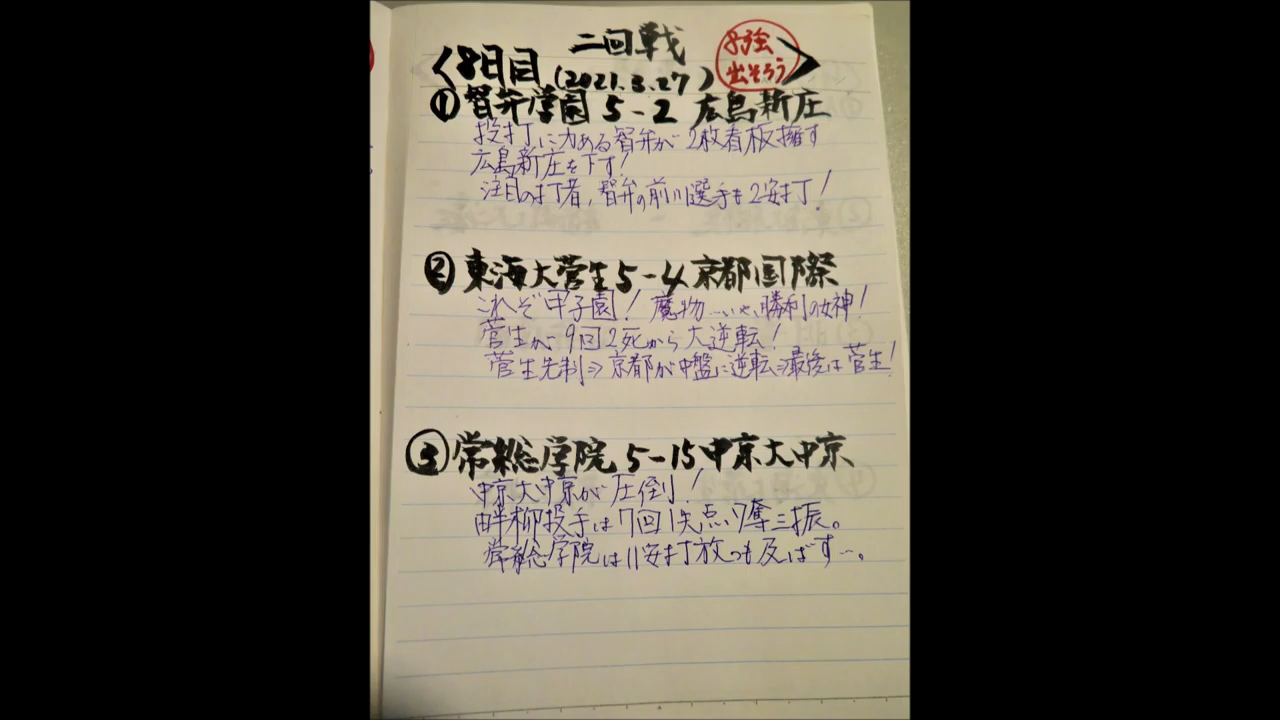 二回戦
8強
出そろう
〈8日目(2021.3.27)〉
①智弁学園 5-2 広島新庄
投打に力ある智弁が2枚看板擁す
広島新庄を下す!
注目の打者、智弁の前川選手も2安打!
②東海大菅生5-4京都国際
これぞ甲子園! 魔物…いや、勝利の女神!
菅生が9回2死から大逆転!
菅生先制⇒京都が中盤に逆転⇒最後は菅生!
③常総学院 5-15中京大中京
中京大中京が圧倒!
畔柳投手は7回1失点、7奪三振。
常総学院は11安打放つも及ばず…。